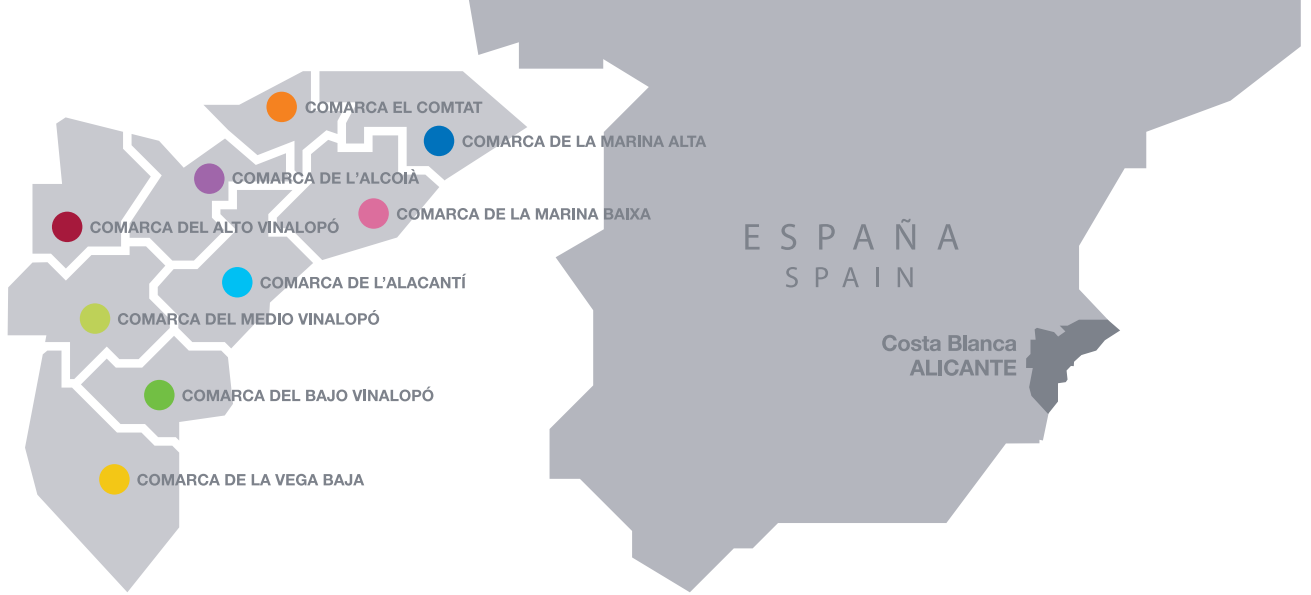 COMARCA EL COMTAT
COMARCA DE LA MARINA ALTA
COMARCA DE L'ALCOIÀ
COMARCA DE LA MARINA BAIXA
COMARCA DEL ALTO VINALOPÓ
COMARCA DE L'ALACANTÍ
COMARCA DEL MEDIO VINALOPÓ
COMARCA DEL BAJO VINALOPÓ
COMARCA DE LA VEGA BAJA
ESPAÑA
SPAIN
Costa Blanca
ALICANTE